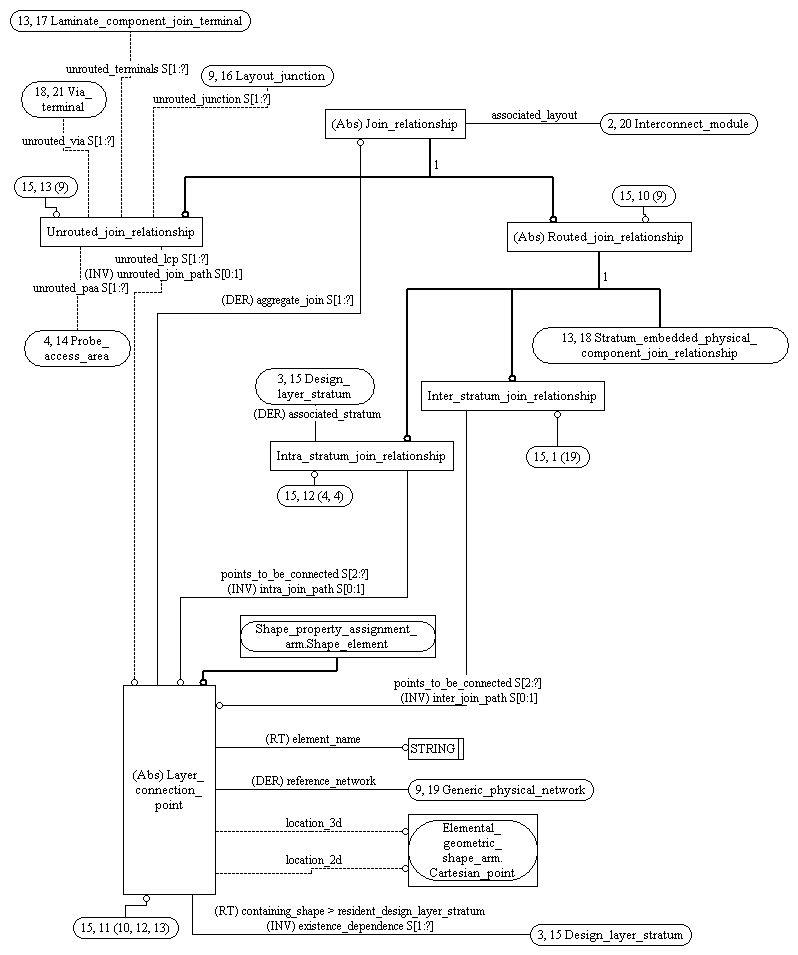 13, 17 Laminate_component_join_terminal
unrouted_terminals S[1:?]
9, 16 Layout_junction
18, 21 Via_
terminal
unrouted_junction S[1:?]
(Abs) Join_relationship
associated_layout
2, 20 Interconnect_module
unrouted_via S[1:?]
1
15, 13 (9)
15, 10 (9)
Unrouted_join_relationship
(Abs) Routed_join_relationship
unrouted_lcp S[1:?]
(INV) unrouted_join_path S[0:1]
unrouted_paa S[1:?]
1
(DER) aggregate_join S[1:?]
4, 14 Probe_
access_area
13, 18 Stratum_embedded_physical_
component_join_relationship
3, 15 Design_
layer_stratum
(DER) associated_stratum
Inter_stratum_join_relationship
Intra_stratum_join_relationship
15, 1 (19)
15, 12 (4, 4)
points_to_be_connected S[2:?]
(INV) intra_join_path S[0:1]
Shape_property_assignment_
arm.Shape_element
points_to_be_connected S[2:?]
(INV) inter_join_path S[0:1]
(RT) element_name
STRING
(Abs) Layer_
connection_
point
(DER) reference_network
9, 19 Generic_physical_network
location_3d
location_2d
Elemental_
geometric_
shape_arm.
Cartesian_point
15, 11 (10, 12, 13)
(RT) containing_shape > resident_design_layer_stratum
(INV) existence_dependence S[1:?]
3, 15 Design_layer_stratum